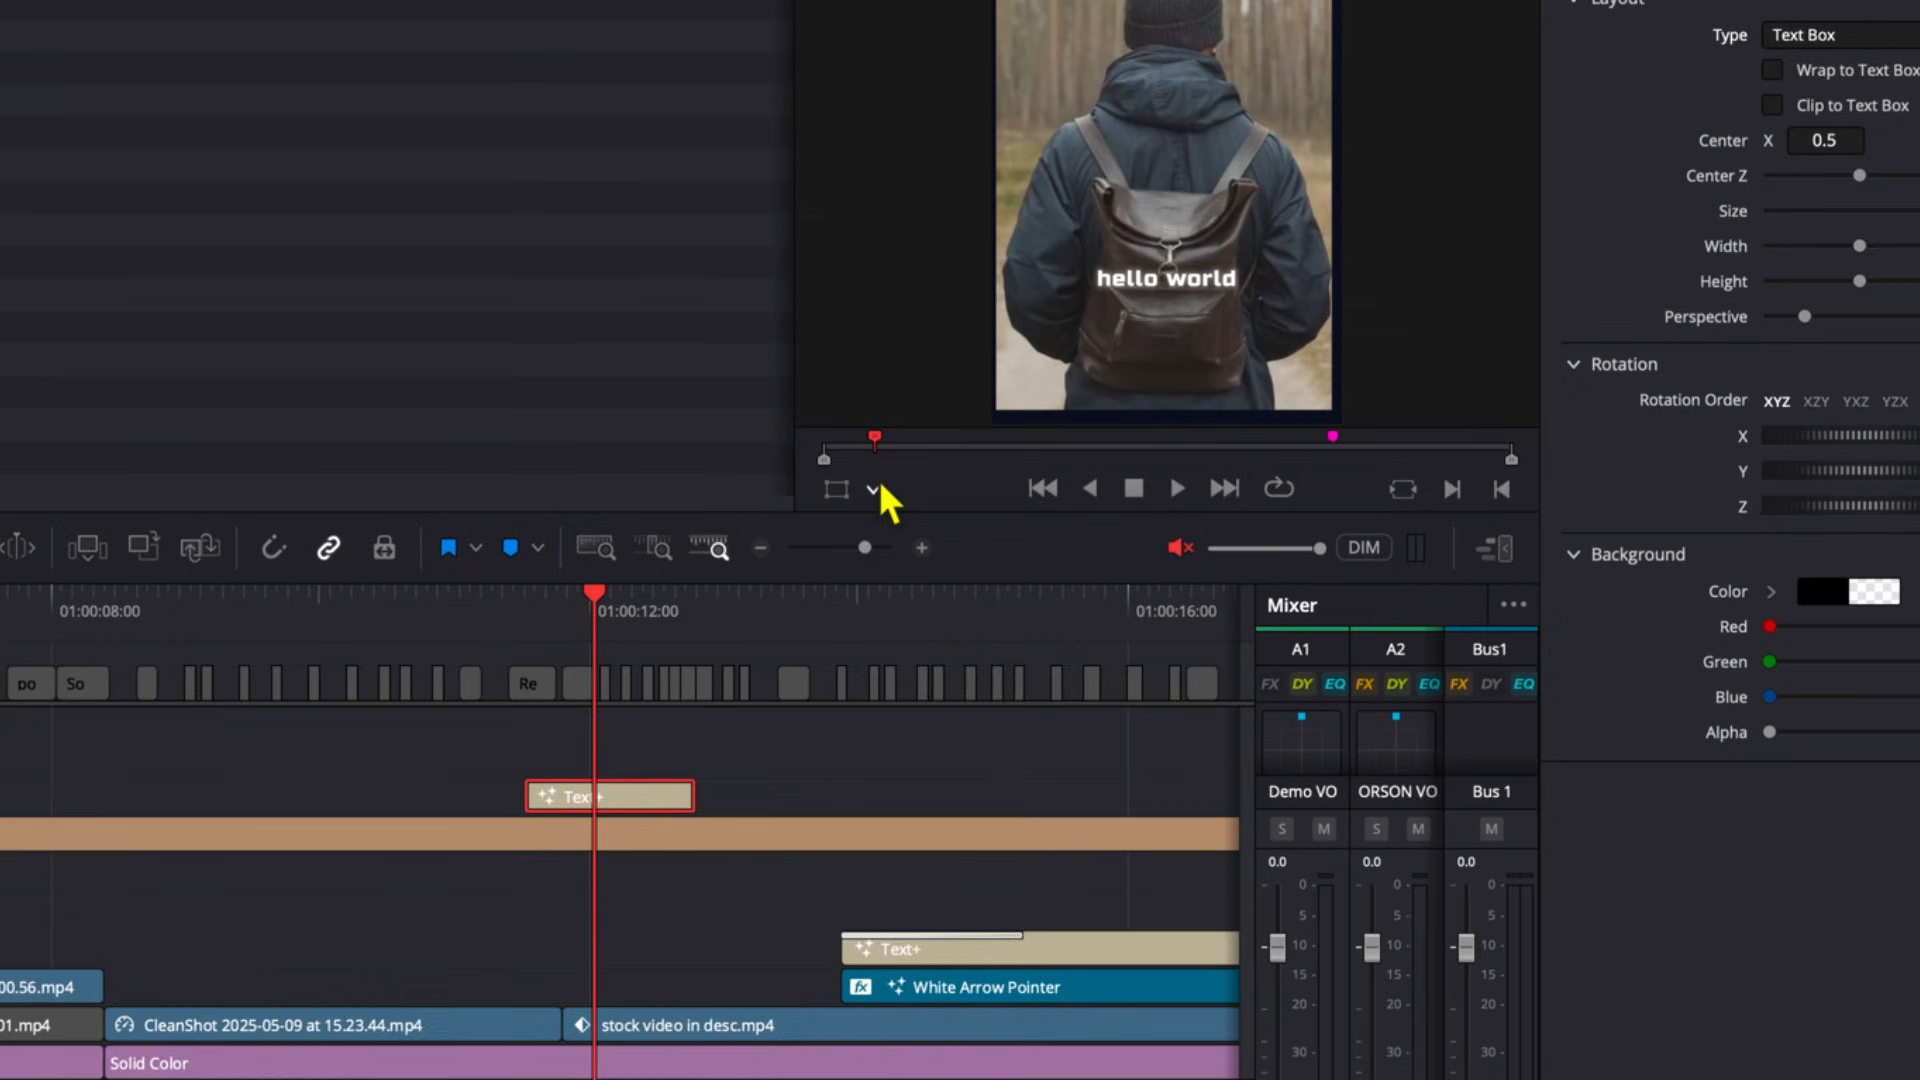 Layout
Type Text Box
Wrap to Text Box
Clip to Text Box
Center X 0.5
Center Z
Size
Width
Height
Perspective
hello world
Rotation
Rotation Order XYZ XZY YXZ YZX
X
Y
Z
DIM
Background
Color
Red
Green
Blue
Alpha
01:00:08:00 01:00:12:00 01:00:16:00
po So Re
Text+
Text+
fx White Arrow Pointer
00.56.mp4
01.mp4 CleanShot 2025-05-09 at 15.23.44.mp4 stock video in desc.mp4
Solid Color
Mixer
A1 A2 Bus1
FX DY EQ FX DY EQ FX DY EQ
Demo VO ORSON VO Bus 1
S M S M M
0.0 0.0 0.0
0 0 0
5 5 5
10 10 10
15 15 15
20 20 20
30 30 30